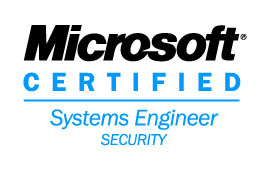 Microsoft®
CERTIFIED
Systems Engineer
SECURITY